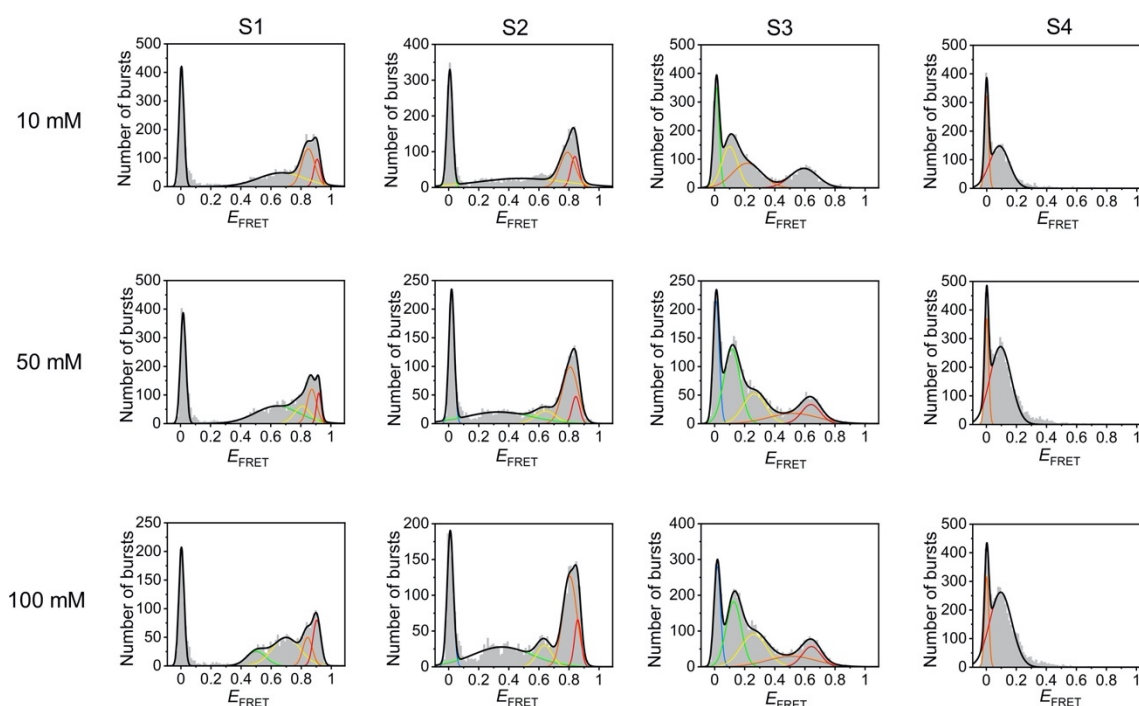 S1 S2 S3 S4
10 mM
Number of bursts 500 400 300 200 100 0
0 0.2 0.4 0.6 0.8 1
EFRET
Number of bursts 400 300 200 100 0
0 0.2 0.4 0.6 0.8 1
EFRET
Number of bursts 500 400 300 200 100 0
0 0.2 0.4 0.6 0.8 1
EFRET
Number of bursts 500 400 300 200 100 0
0 0.2 0.4 0.6 0.8 1
EFRET
50 mM
Number of bursts 500 400 300 200 100 0
0 0.2 0.4 0.6 0.8 1
EFRET
Number of bursts 250 200 150 100 50 0
0 0.2 0.4 0.6 0.8 1
EFRET
Number of bursts 250 200 150 100 50 0
0 0.2 0.4 0.6 0.8 1
EFRET
Number of bursts 500 400 300 200 100 0
0 0.2 0.4 0.6 0.8 1
EFRET
100 mM
Number of bursts 250 200 150 100 50 0
0 0.2 0.4 0.6 0.8 1
EFRET
Number of bursts 200 150 100 50 0
0 0.2 0.4 0.6 0.8 1
EFRET
Number of bursts 400 300 200 100 0
0 0.2 0.4 0.6 0.8 1
EFRET
Number of bursts 500 400 300 200 100 0
0 0.2 0.4 0.6 0.8 1
EFRET